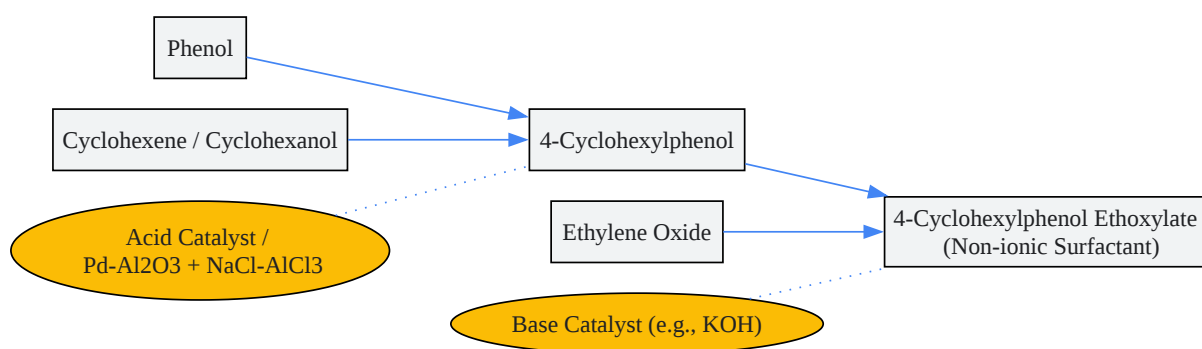 Phenol
Cyclohexene / Cyclohexanol
4-Cyclohexylphenol
Acid Catalyst /
Pd-Al2O3 + NaCl-AlCl3
Ethylene Oxide
4-Cyclohexylphenol Ethoxylate
(Non-ionic Surfactant)
Base Catalyst (e.g., KOH)